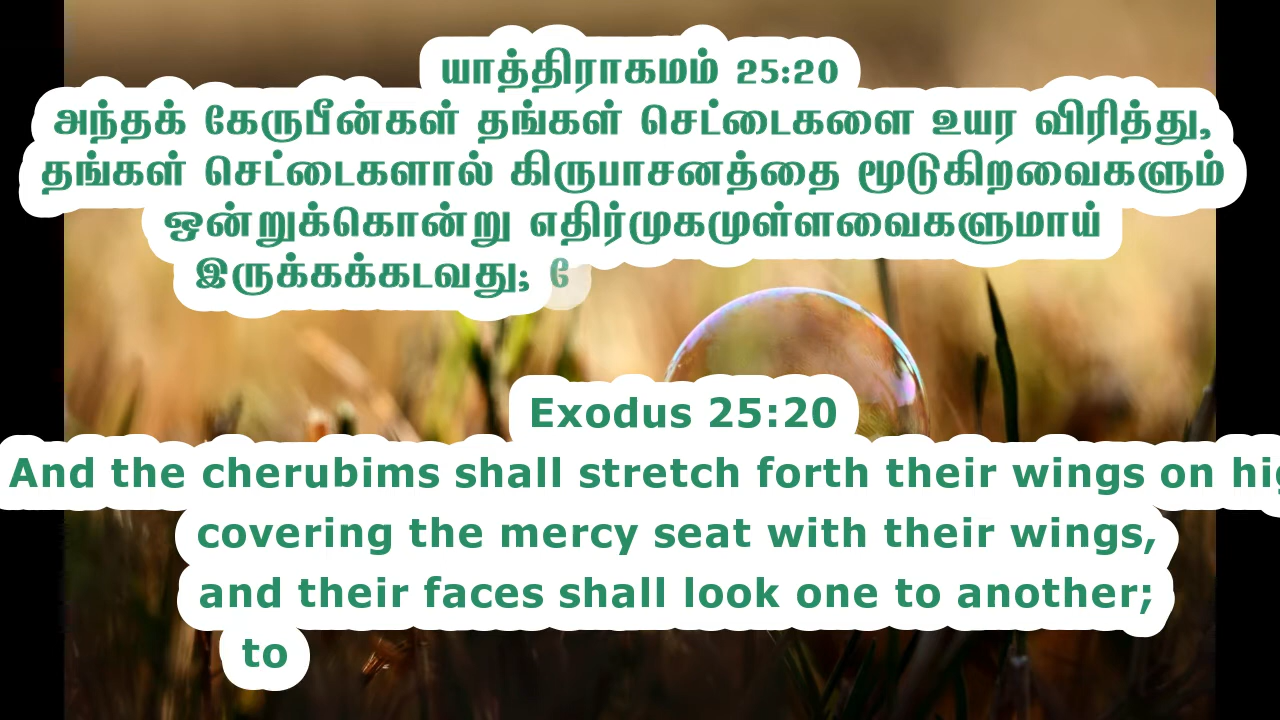 யாத்திராகமம் 25:20
அந்தக் கேருபீன்கள் தங்கள் செட்டைகளை உயர விரித்து,
தங்கள் செட்டைகளால் கிருபாசனத்தை மூடுகிறவைகளும்
ஒன்றுக்கொன்று எதிர்முகமுள்ளவைகளுமாய்
இருக்கக்கடவது;
Exodus 25:20
And the cherubims shall stretch forth their wings on
covering the mercy seat with their wings,
and their faces shall look one to another;
to